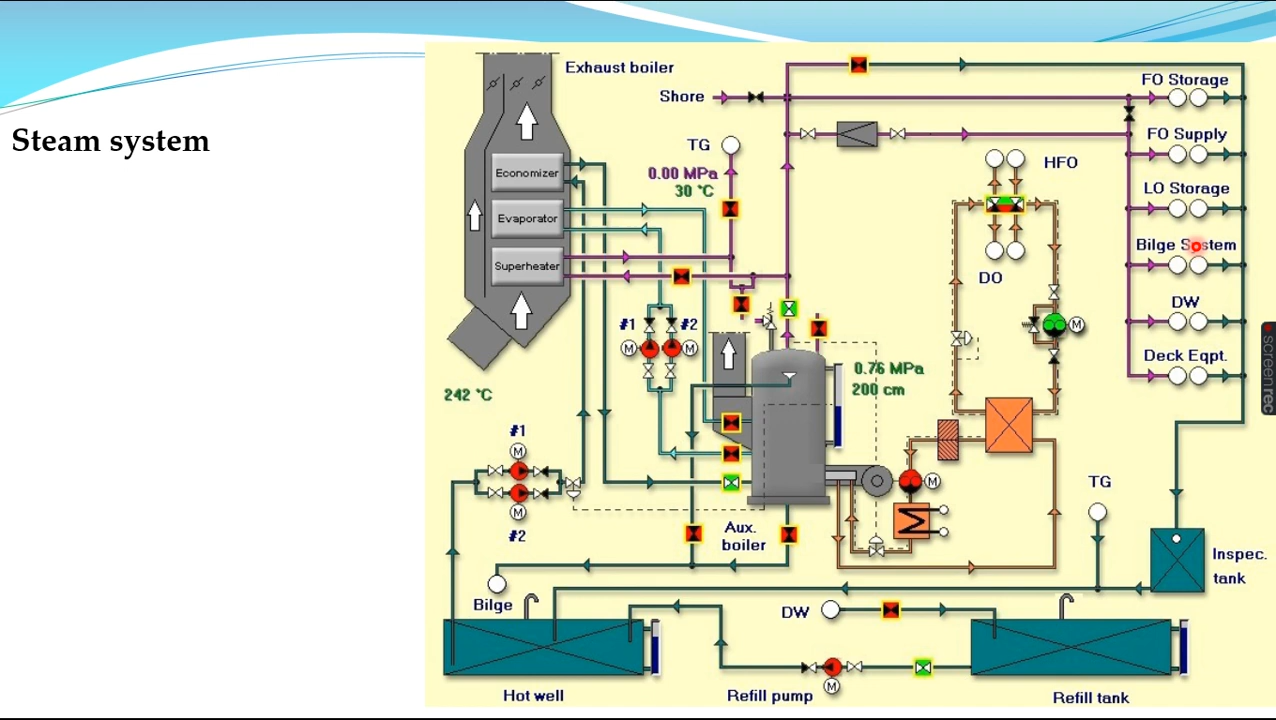 Steam system
Exhaust boiler
Shore
TG
0.00 MPa
30 °C
Economizer
Evaporator
Superheater
#1
#2
M
M
242 °C
#1
M
M
#2
0.76 MPa
200 cm
Aux.
boiler
HFO
DO
M
M
FO Storage
FO Supply
LO Storage
Bilge System
DW
Deck Eqpt.
TG
Inspec.
tank
Bilge
DW
Hot well
Refill pump
M
Refill tank
screenrec